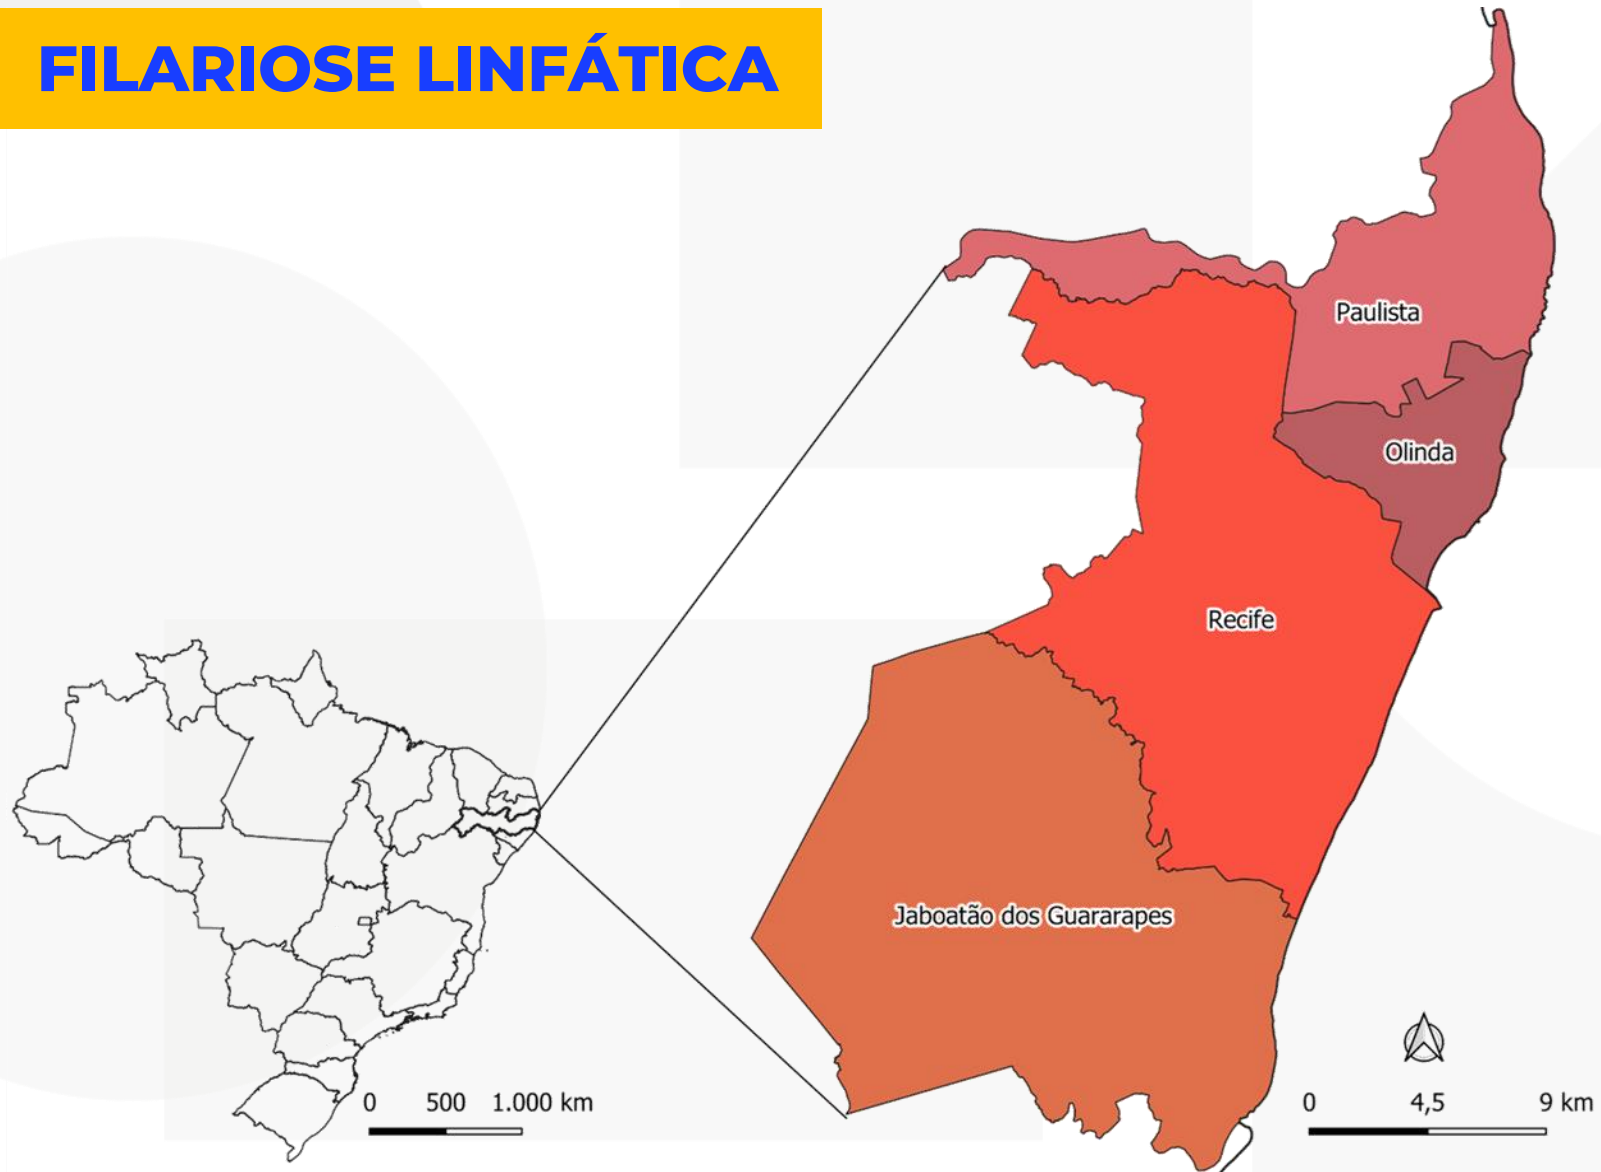 FILARIOSE LINFÁTICA
Paulista
Olinda
Recife
Jaboatão dos Guararapes
0 500 1.000 km
0 4,5 9 km